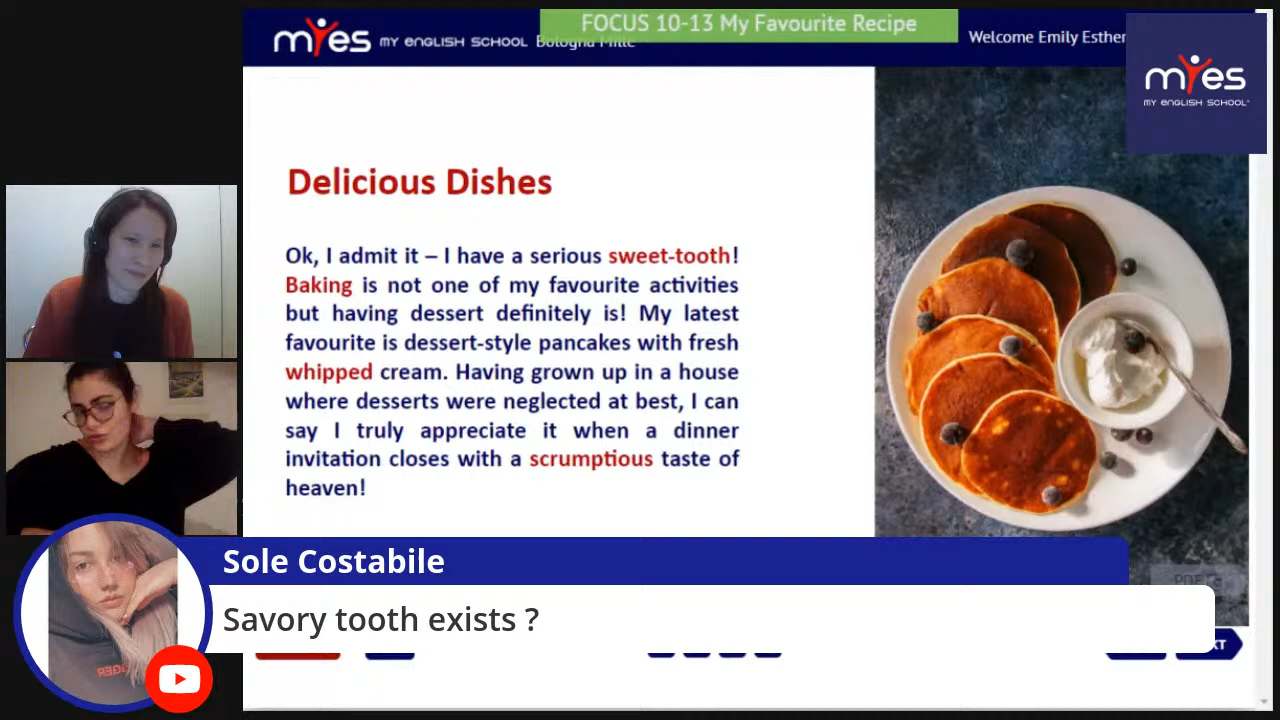 FOCUS 10-13 My Favourite Recipe
myes MY ENGLISH SCHOOL Bologna Mille
Welcome Emily Esther
myes
MY ENGLISH SCHOOL
Delicious Dishes
Ok, I admit it – I have a serious sweet-tooth!
Baking is not one of my favourite activities
but having dessert definitely is! My latest
favourite is dessert-style pancakes with fresh
whipped cream. Having grown up in a house
where desserts were neglected at best, I can
say I truly appreciate it when a dinner
invitation closes with a scrumptious taste of
heaven!
PDF
Sole Costabile
Savory tooth exists ?